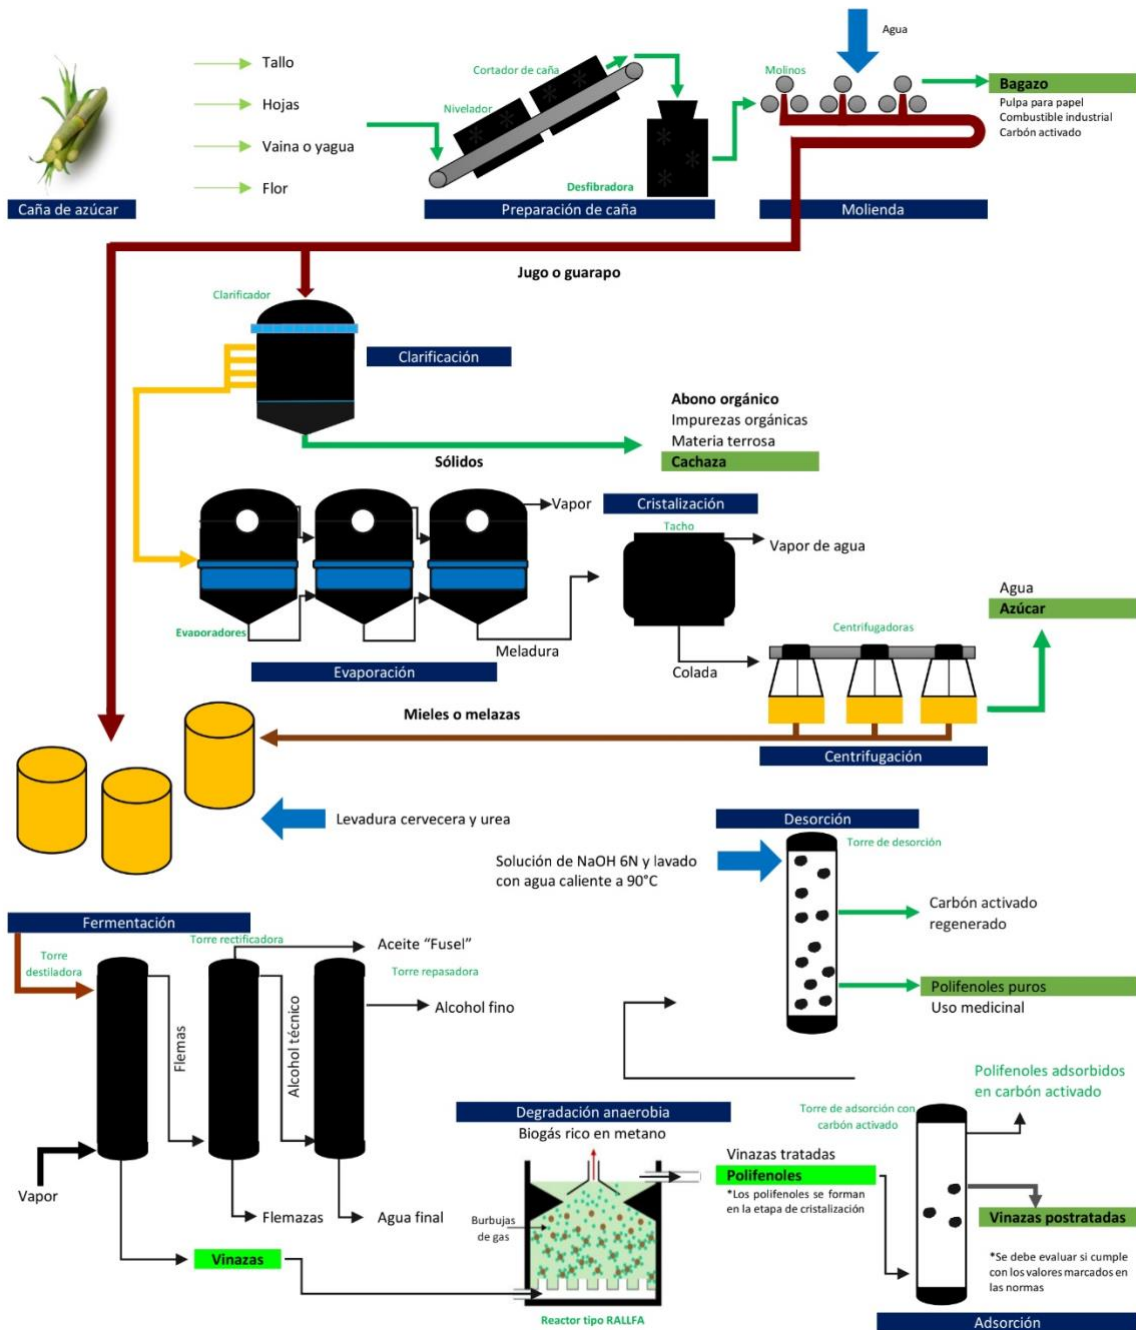 Agua
Cortador de caña
Molinos
Tallo
Bagazo
Hojas
Nivelador
Pulpa para papel
Combustible industrial
Carbón activado
Vaina o yagua
Flor
Desfibradora
Caña de azúcar
Preparación de caña
Molienda
Jugo o guarapo
Clarificador
Clarificación
Abono orgánico
Impurezas orgánicas
Materia terrosa
Cachaza
Sólidos
Vapor
Cristalización
Tacho
Vapor de agua
Agua
Azúcar
Centrifugadoras
Evaporadores
Meladura
Colada
Evaporación
Mieles o melazas
Centrifugación
Levadura cervecera y urea
Desorción
Torre de desorción
Solución de NaOH 6N y lavado
con agua caliente a 90°C
Carbón activado
regenerado
Fermentación
Torre rectificadora
Aceite “Fusel”
Torre
destiladora
Torre repasadora
Polifenoles puros
Uso medicinal
Alcohol fino
Flemas
Alcohol técnico
Polifenoles adsorbidos
en carbón activado
Degradación anaerobia
Biogás rico en metano
Torre de adsorción con
carbón activado
Vinazas tratadas
Polifenoles
*Los polifenoles se forman
en la etapa de cristalización
Vapor
Flemazas
Agua final
Burbujas
de gas
Vinazas postratadas
Vinazas
*Se debe evaluar si cumple
con los valores marcados en
las normas
Reactor tipo RALLFA
Adsorción